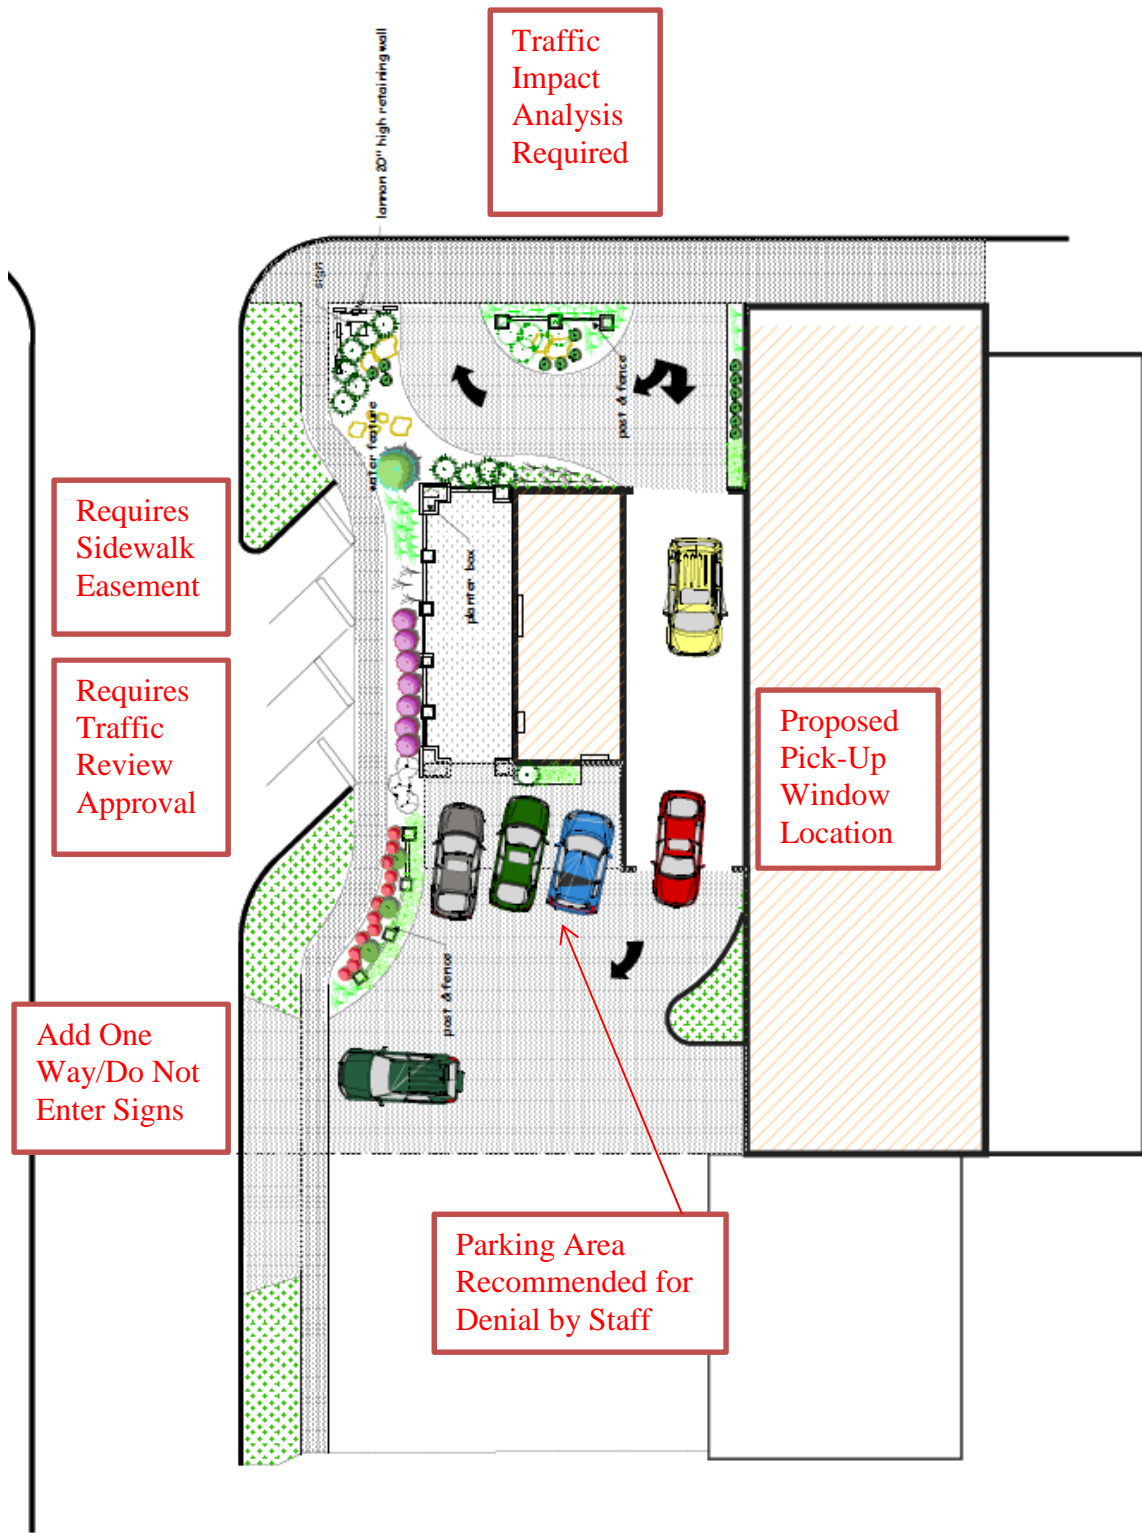 Traffic
Impact
Analysis
Required
lannon 20" high retaining wall
sign
post & fence
water feature
planter box
Requires
Sidewalk
Easement
Requires
Traffic
Review
Approval
Proposed
Pick-Up
Window
Location
post & fence
Add One
Way/Do Not
Enter Signs
Parking Area
Recommended for
Denial by Staff